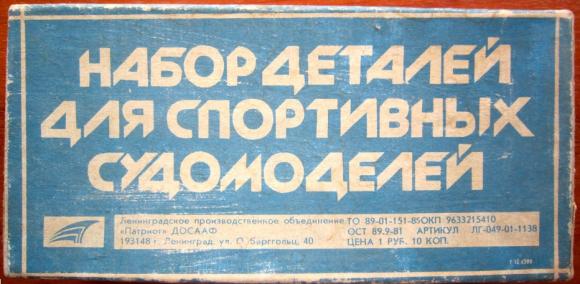 НАБОР ДЕТАЛЕЙ
ДЛЯ СПОРТИВНЫХ
СУДОМОДЕЛЕЙ
Ленинградское производственное объединение ТО 89-01-151-85 ОКП 9633215410
«Патриот» ДОСААФ ОСТ 89.9-81 АРТИКУЛ ЛГ-049-01-1138
193148 г. Ленинград, ул. О. Берггольц, 40 ЦЕНА 1 РУБ. 10 КОП.